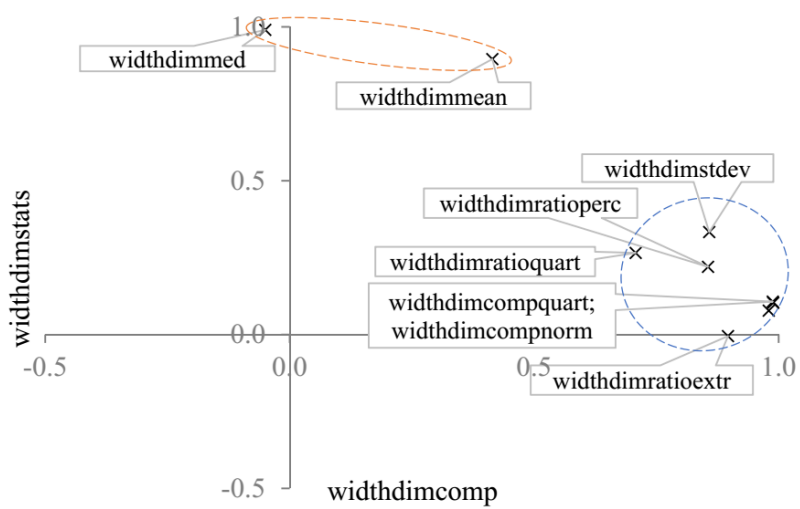 1.0
widthdimmed
widthdimmean
widthdimstdev
0.5
widthdimratioperc
widthdimratioquart
widthdimstats
widthdimcompquart;
widthdimcompnorm
0.0
-0.5
0.0
0.5
1.0
widthdimratioextr
-0.5
widthdimcomp